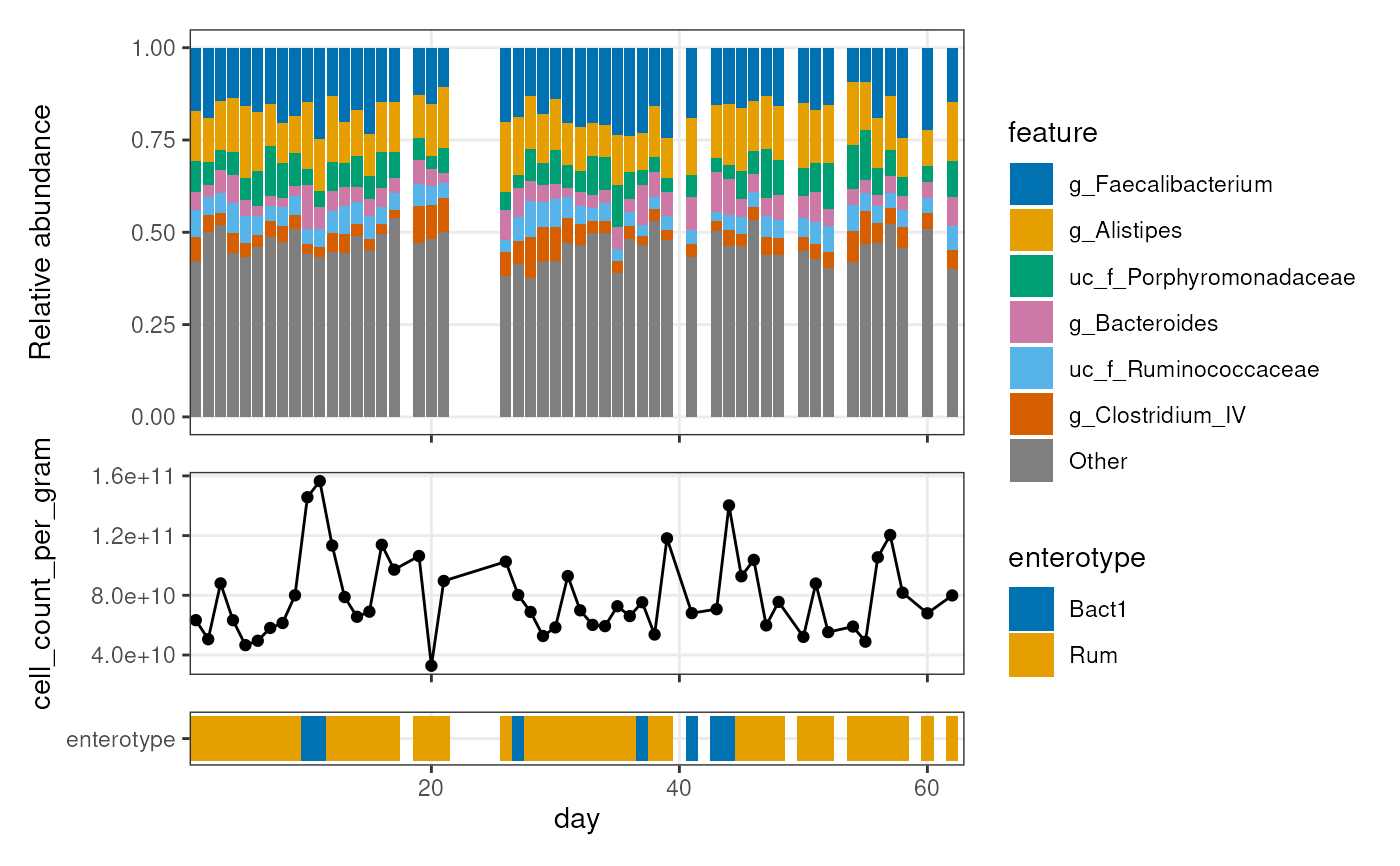 Relative abundance
1.00
0.75
0.50
0.25
0.00
cell_count_per_gram
1.6e+11
1.2e+11
8.0e+10
4.0e+10
enterotype
20
40
60
day
feature
g_Faecalibacterium
g_Alistipes
uc_f_Porphyromonadaceae
g_Bacteroides
uc_f_Ruminococcaceae
g_Clostridium_IV
Other
enterotype
Bact1
Rum